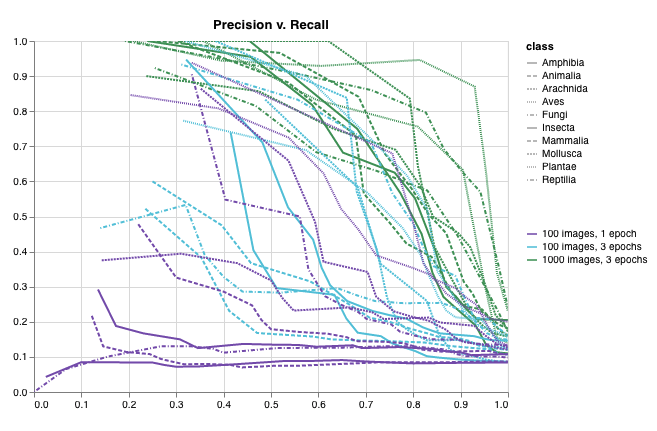 Precision v. Recall
1.0
0.9
0.8
0.7
0.6
0.5
0.4
0.3
0.2
0.1
0.0
0.0 0.1 0.2 0.3 0.4 0.5 0.6 0.7 0.8 0.9 1.0
class
Amphibia
Animalia
Arachnida
Aves
Fungi
Insecta
Mammalia
Mollusca
Plantae
Reptilia
100 images, 1 epoch
100 images, 3 epochs
1000 images, 3 epochs